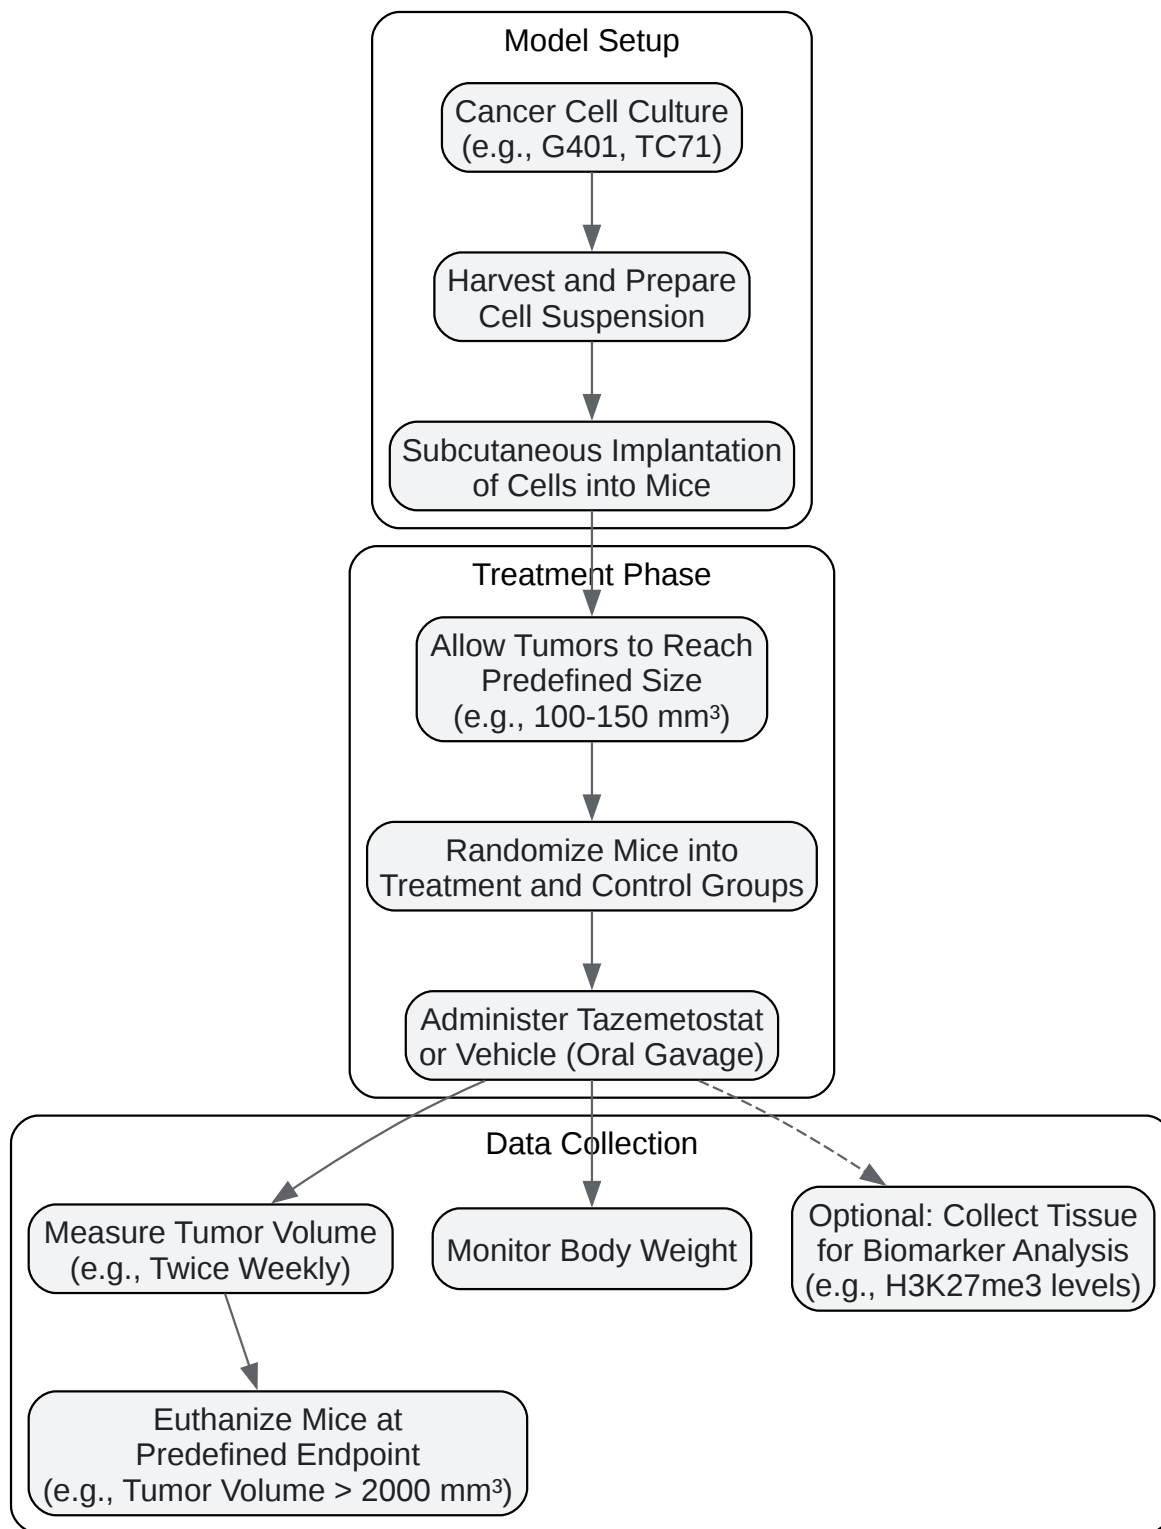 Model Setup
Cancer Cell Culture
(e.g., G401, TC71)
Harvest and Prepare
Cell Suspension
Subcutaneous Implantation
of Cells into Mice
Treatment Phase
Allow Tumors to Reach
Predefined Size
(e.g., 100-150 mm³)
Randomize Mice into
Treatment and Control Groups
Administer Tazemetostat
or Vehicle (Oral Gavage)
Data Collection
Measure Tumor Volume
(e.g., Twice Weekly)
Monitor Body Weight
Optional: Collect Tissue
for Biomarker Analysis
(e.g., H3K27me3 levels)
Euthanize Mice at
Predefined Endpoint
(e.g., Tumor Volume > 2000 mm³)